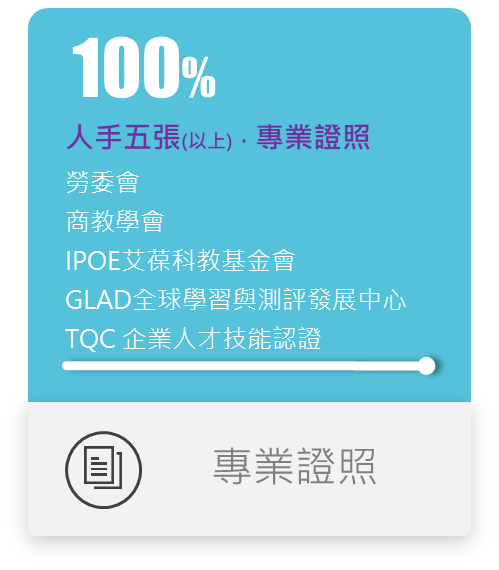 100%
人手五張(以上)，專業證照
勞委會
商教學會
IPOE艾葆科教基金會
GLAD全球學習與測評發展中心
TQC 企業人才技能認證
專業證照